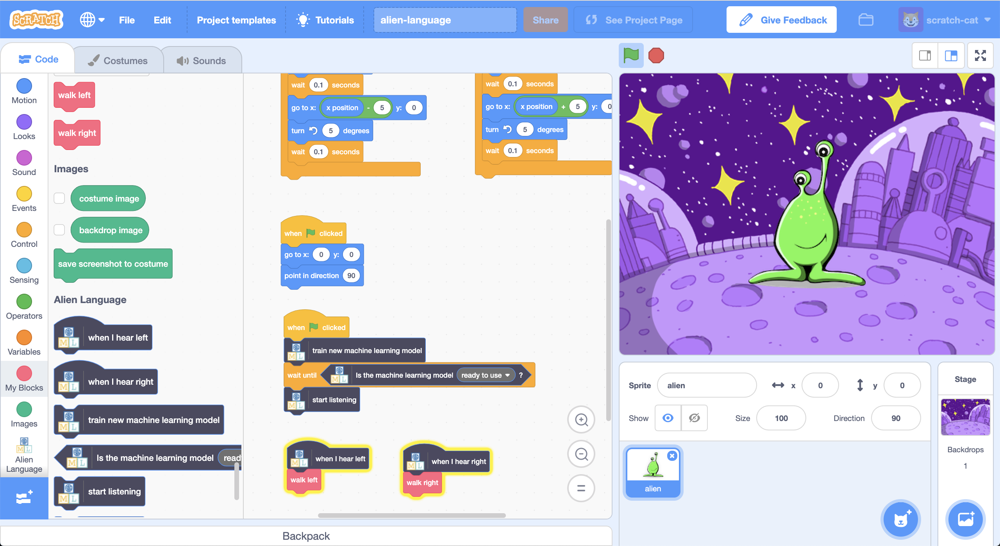 SCRATCH File Edit Project templates Tutorials alien-language Share See Project Page Give Feedback scratch-cat
Code Costumes Sounds
Motion
Looks
Sound
Events
Control
Sensing
Operators
Variables
My Blocks
Images
M L
Alien
Language
walk left
walk right
Images
costume image
backdrop image
save screenshot to costume
Alien Language
M L when I hear left
M L when I hear right
M L train new machine learning model
M L Is the machine learning model read
M L start listening
wait 0.1 seconds
go to x: x position - 5 y: 0
turn 5 degrees
wait 0.1 seconds
wait 0.1 seconds
go to x: x position + 5 y: 0
turn 5 degrees
wait 0.1 seconds
when clicked
go to x: 0 y: 0
point in direction 90
when clicked
M L train new machine learning model
wait until M L Is the machine learning model ready to use ?
M L start listening
M L when I hear left
walk left
M L when I hear right
walk right
Backpack
Sprite alien x 0 y 0
Show Size 100 Direction 90
alien
Stage
Backdrops
1